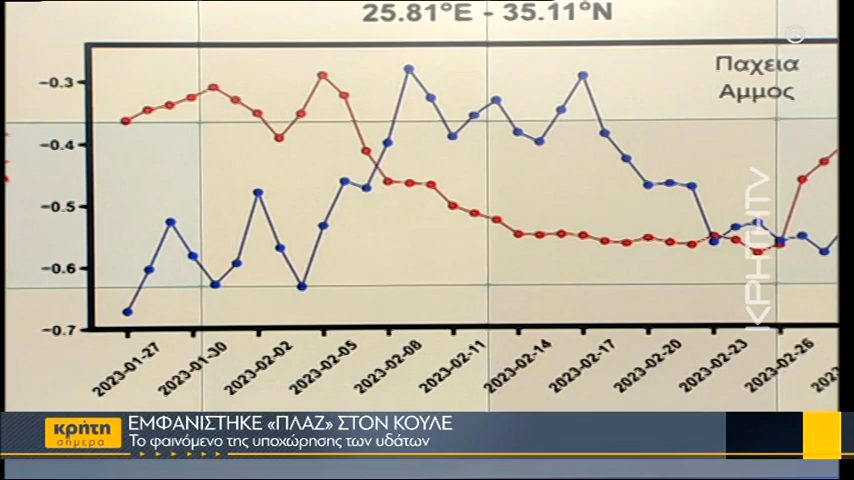 25.81°E - 35.11°N
Παχεια
Αμμος
-0.3
-0.4
-0.5
-0.6
-0.7
2023-01-27
2023-01-30
2023-02-02
2023-02-05
2023-02-08
2023-02-11
2023-02-14
2023-02-17
2023-02-20
2023-02-23
2023-02-26
ΚΡΗΤΗTV
κρήτη
σήμερα
ΕΜΦΑΝΙΣΤΗΚΕ «ΠΛΑΖ» ΣΤΟΝ ΚΟΥΛΕ
Το φαινόμενο της υποχώρησης των υδάτων